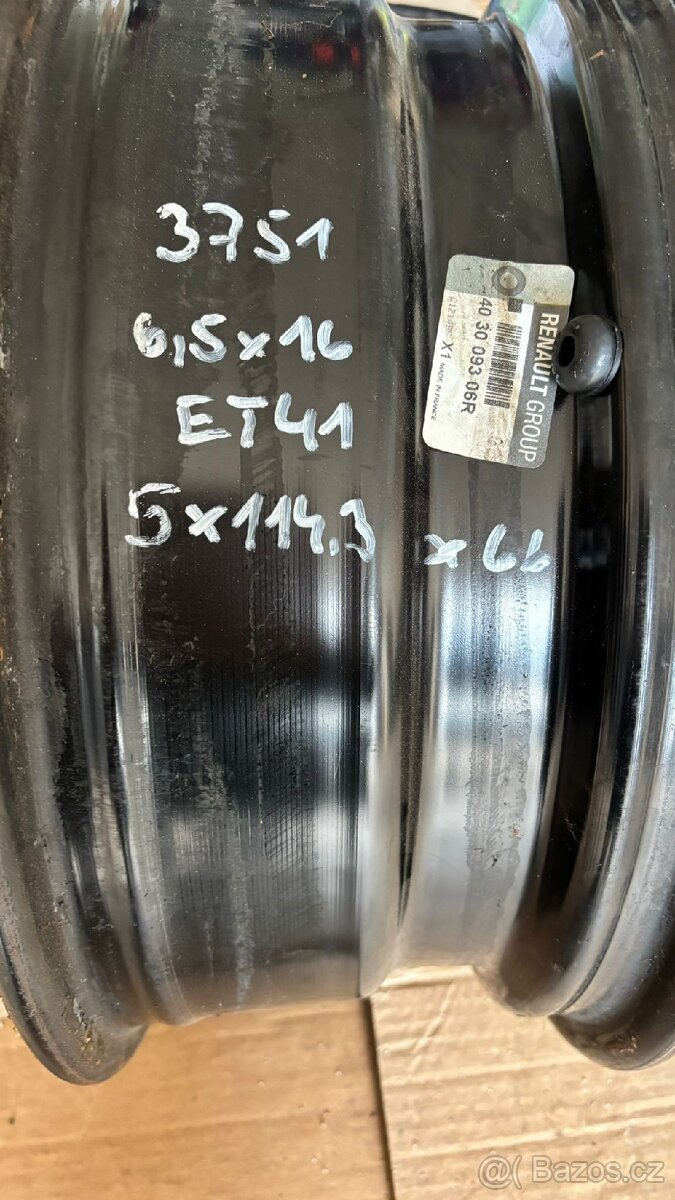 3751
6,5x16
ET41
5x114.3 x66
RENAULT GROUP
40 30 093 06R
X1 MADE IN FRANCE
@( Bazos.cz